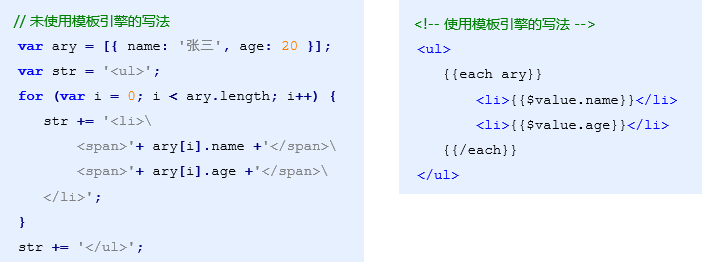 // 未使用模板引擎的写法
var ary = [{ name: '张三', age: 20 }];
var str = '<ul>';
for (var i = 0; i < ary.length; i++) {
    str += '<li>\
        <span>'+ ary[i].name +'</span>\
        <span>'+ ary[i].age +'</span>\
    </li>';
}
str += '</ul>';
<!-- 使用模板引擎的写法 -->
<ul>
    {{each ary}}
        <li>{{$value.name}}</li>
        <li>{{$value.age}}</li>
    {{/each}}
</ul>